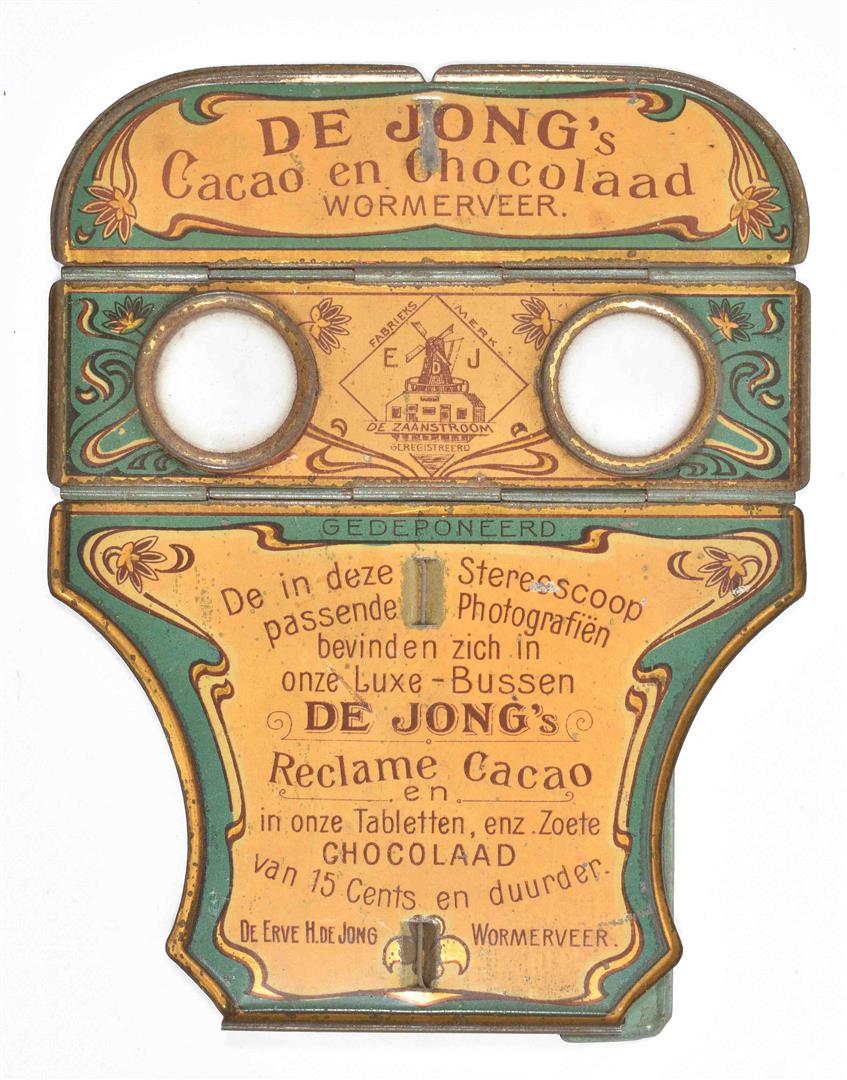 DE JONG's
Cacao en Chocolaad
WORMERVEER.
FABRIEKS MERK
E D J
DE ZAANSTROOM
GEREGISTREERD
GEDEPONEERD
De in deze Stereoscoop
passende Photografiën
bevinden zich in
onze Luxe-Bussen
DE JONG's
Reclame Cacao
en
in onze Tabletten, enz. Zoete
CHOCOLAAD
van 15 Cents en duurder.
DE ERVE H. DE JONG WORMERVEER.